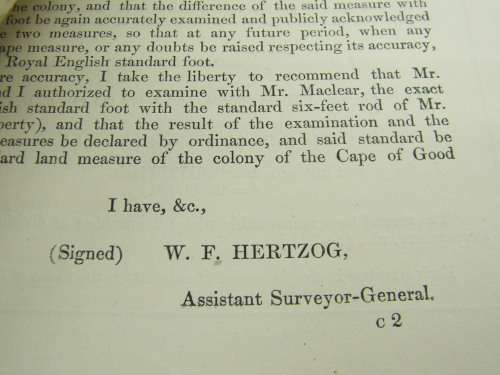 he colony, and that the difference of the said measure with
foot be again accurately examined and publicly acknowledged
e two measures, so that at any future period, when any
ape measure, or any doubts be raised respecting its accuracy,
Royal English standard foot.
re accuracy, I take the liberty to recommend that Mr.
d I authorized to examine with Mr. Maclear, the exact
ish standard foot with the standard six-feet rod of Mr.
perty), and that the result of the examination and the
easures be declared by ordinance, and said standard be
ard land measure of the colony of the Cape of Good
I have, &c.,
(Signed) W. F. HERTZOG,
Assistant Surveyor-General.
c 2